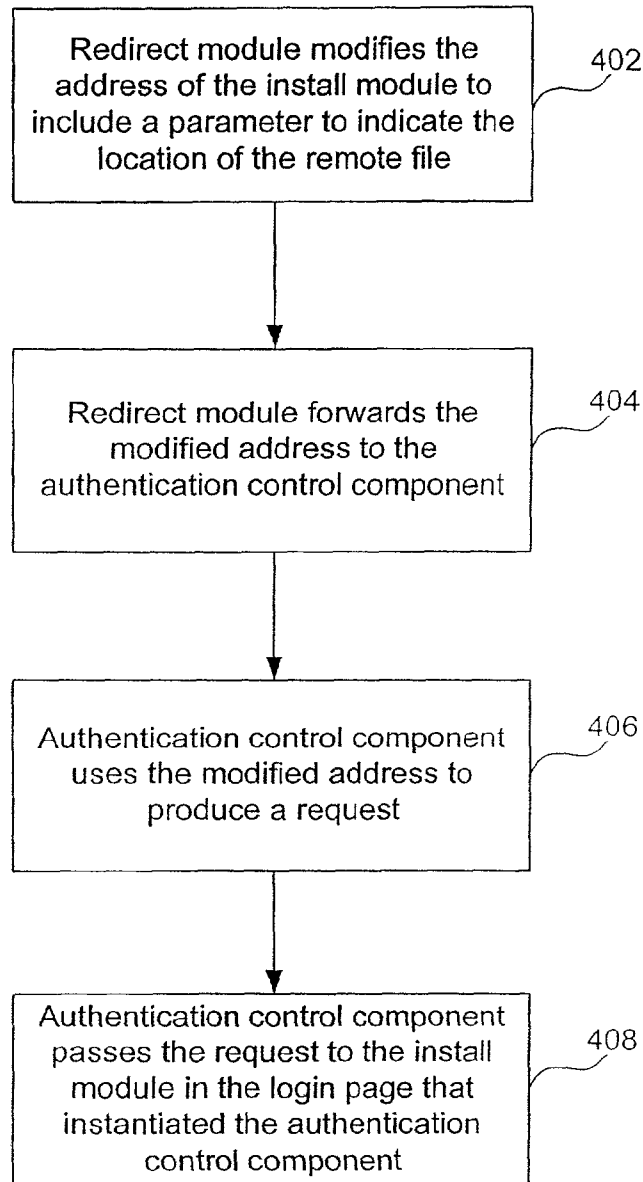 Redirect module modifies the
address of the install module to
include a parameter to indicate the
location of the remote file
402
Redirect module forwards the
modified address to the
authentication control component
404
Authentication control component
uses the modified address to
produce a request
406
Authentication control component
passes the request to the install
module in the login page that
instantiated the authentication
control component
408